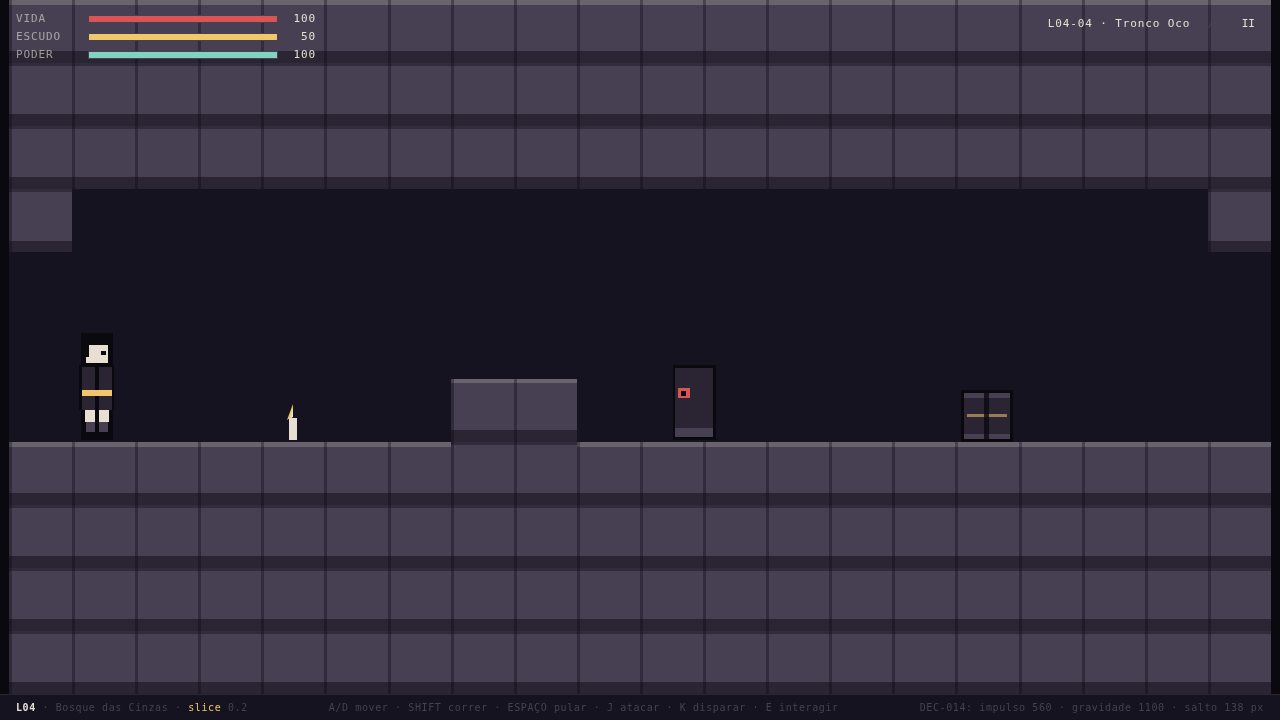 VIDA 100
ESCUDO 50
PODER 100
L04-04 · Tronco Oco II
L04 · Bosque das Cinzas · slice 0.2
A/D mover · SHIFT correr · ESPAÇO pular · J atacar · K disparar · E interagir
DEC-014: impulso 560 · gravidade 1100 · salto 138 px